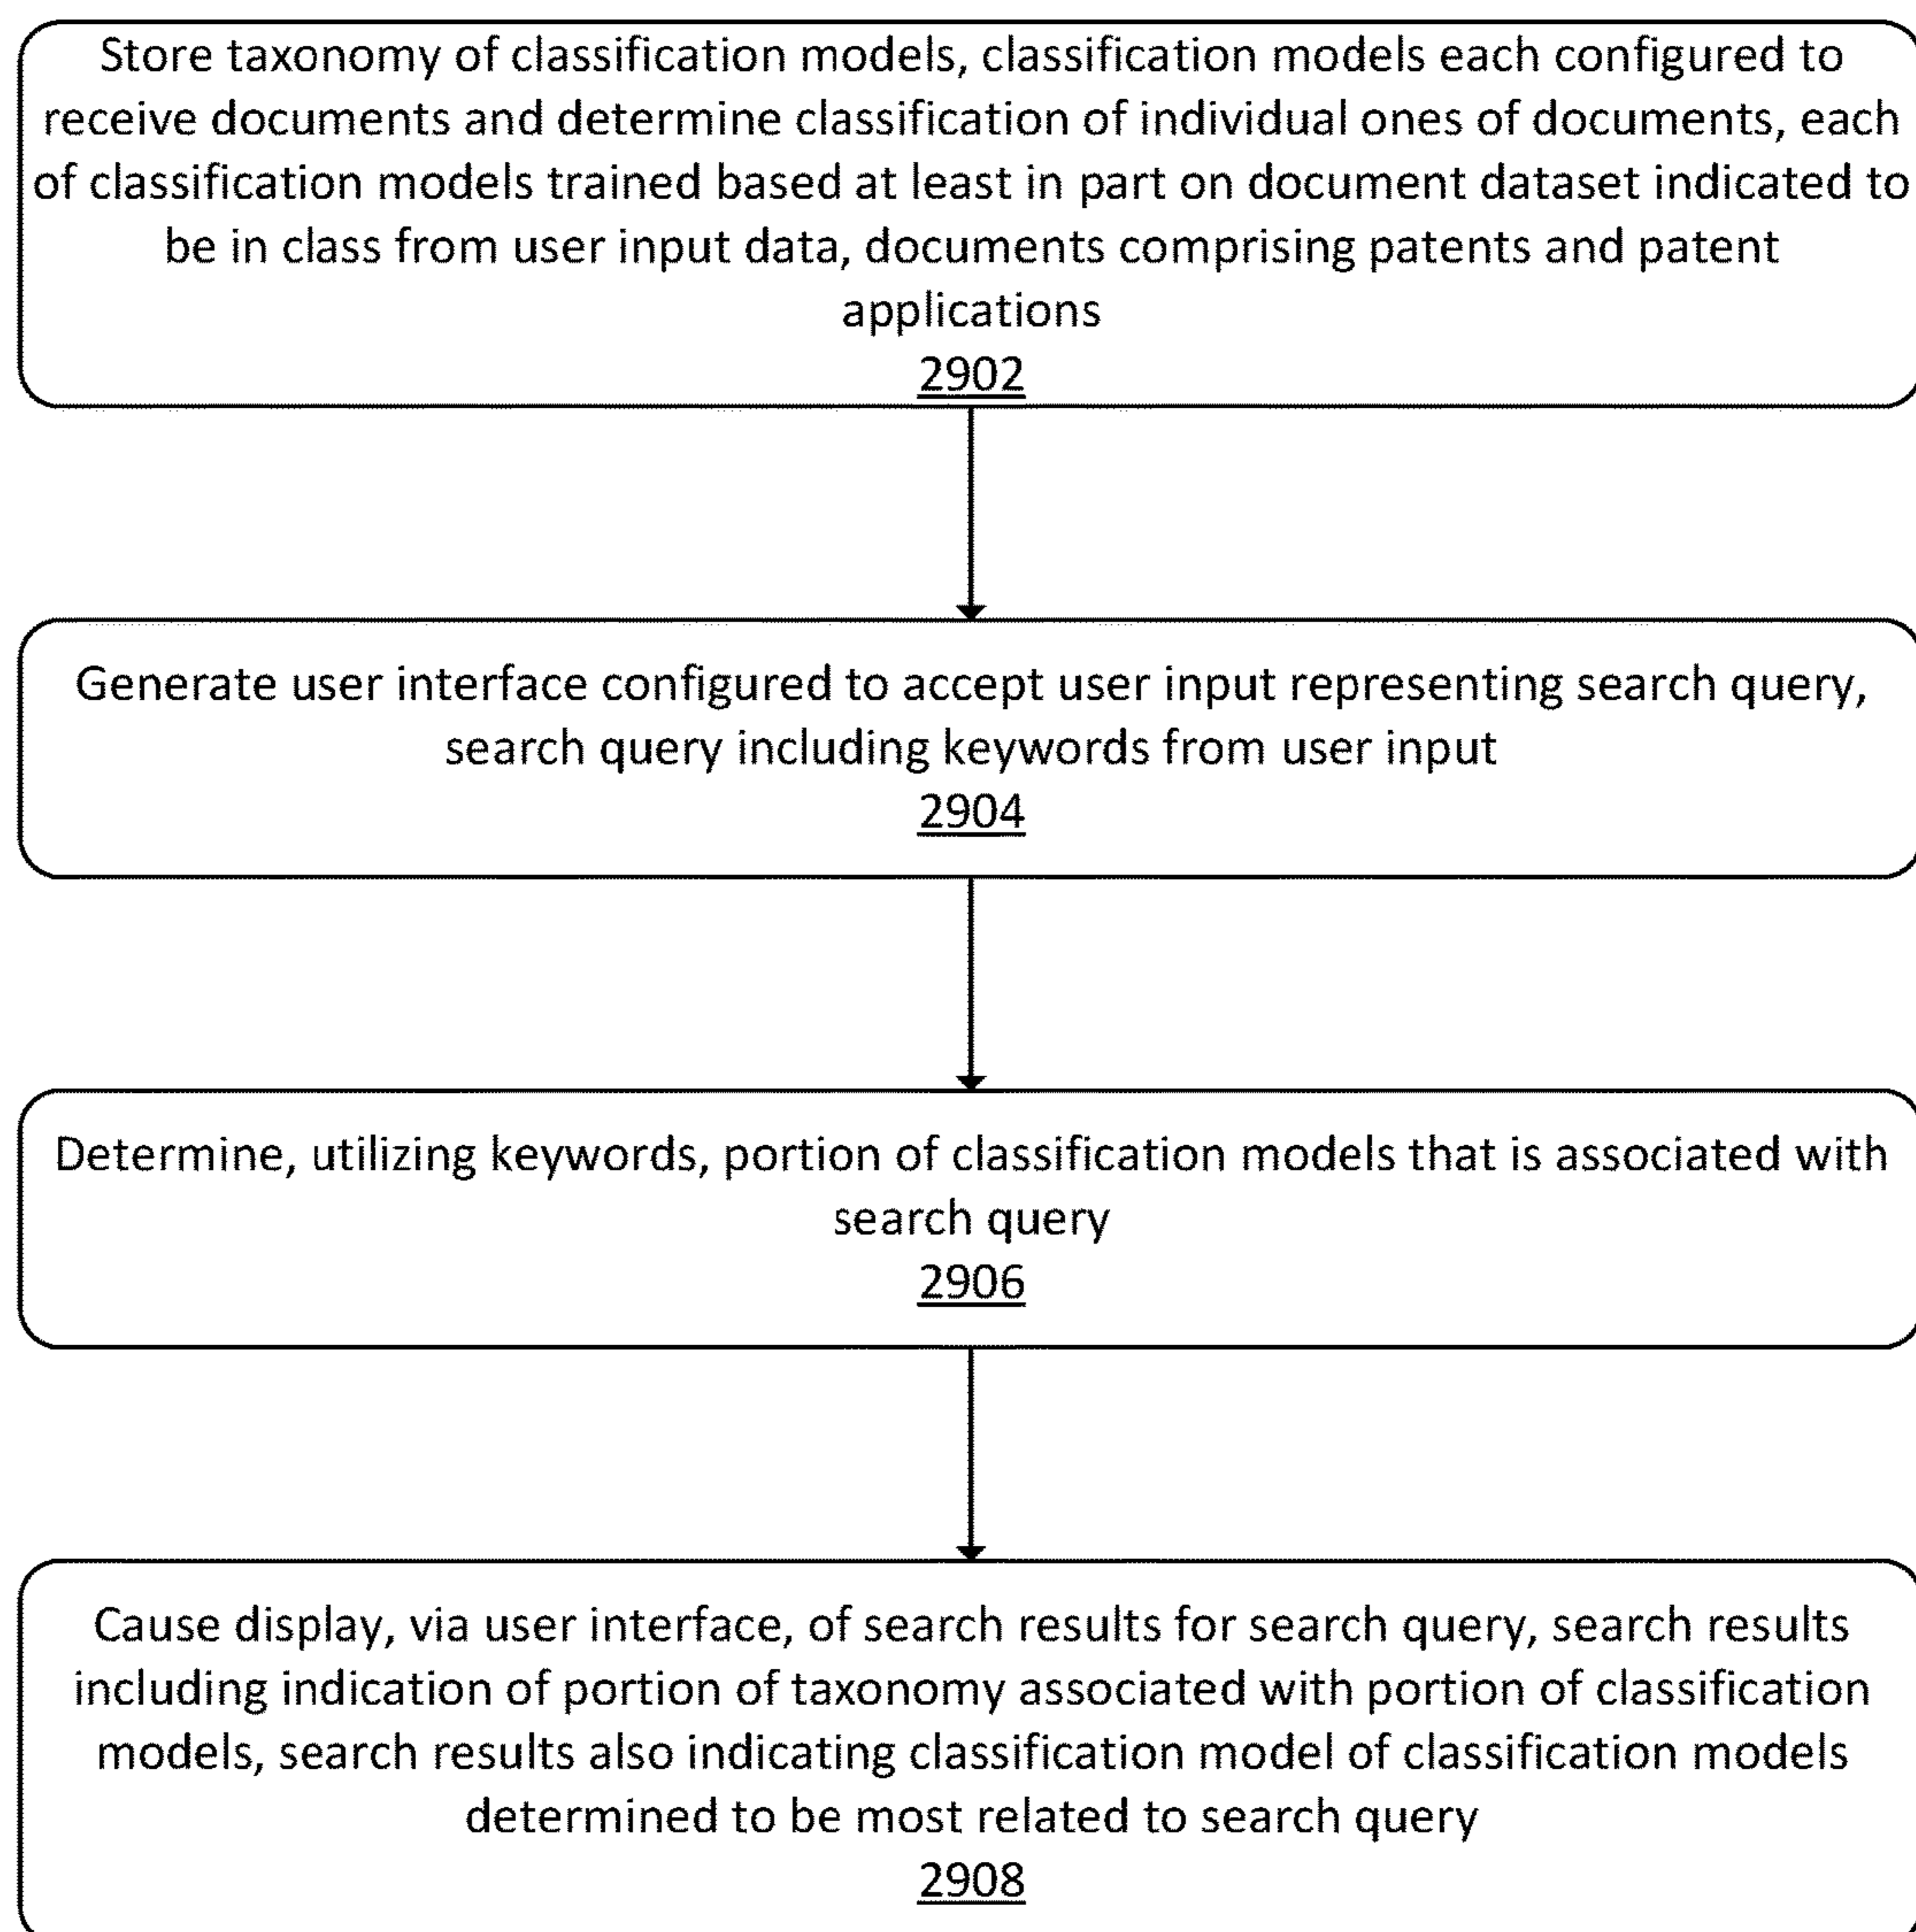 Store taxonomy of classification models, classification models each configured to
receive documents and determine classification of individual ones of documents, each
of classification models trained based at least in part on document dataset indicated to
be in class from user input data, documents comprising patents and patent
applications
2902
Generate user interface configured to accept user input representing search query,
search query including keywords from user input
2904
Determine, utilizing keywords, portion of classification models that is associated with
search query
2906
Cause display, via user interface, of search results for search query, search results
including indication of portion of taxonomy associated with portion of classification
models, search results also indicating classification model of classification models
determined to be most related to search query
2908